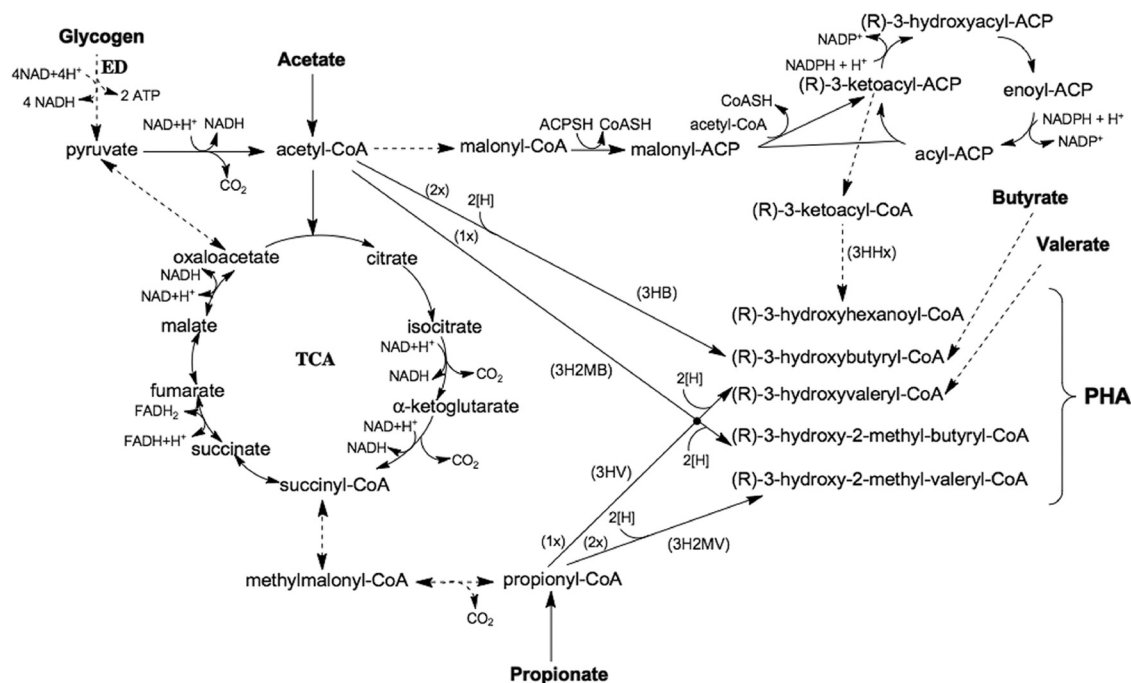 Glycogen
ED
4NAD+4H⁺
4 NADH
2 ATP
Acetate
(R)-3-hydroxyacyl-ACP
NADP⁺
NADPH + H⁺
(R)-3-ketoacyl-ACP
enoyl-ACP
NADPH + H⁺
NADP⁺
acyl-ACP
CoASH
acetyl-CoA
pyruvate
NAD+H⁺
NADH
CO₂
acetyl-CoA
malonyl-CoA
ACPSH
CoASH
malonyl-ACP
(R)-3-ketoacyl-CoA
(3HHx)
Butyrate
Valerate
(2x)
2[H]
(1x)
(3HB)
(3H2MB)
oxaloacetate
citrate
NADH
NAD+H⁺
malate
isocitrate
NAD+H⁺
NADH
CO₂
TCA
fumarate
FADH₂
FADH+H⁺
succinate
α-ketoglutarate
NAD+H⁺
NADH
CO₂
succinyl-CoA
(R)-3-hydroxyhexanoyl-CoA
(R)-3-hydroxybutyryl-CoA
2[H]
(R)-3-hydroxyvaleryl-CoA
(R)-3-hydroxy-2-methyl-butyryl-CoA
2[H]
(R)-3-hydroxy-2-methyl-valeryl-CoA
PHA
(3HV)
(1x)
(2x)
2[H]
(3H2MV)
methylmalonyl-CoA
CO₂
propionyl-CoA
Propionate